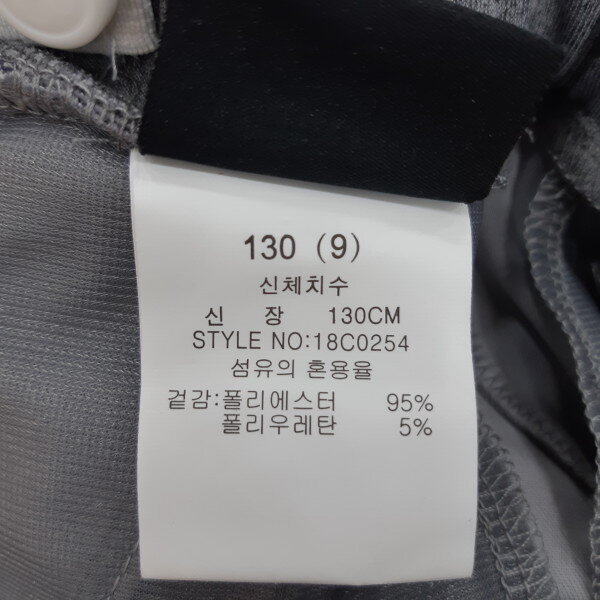 130 (9)
신체치수
신 장 130CM
STYLE NO:18C0254
섬유의 혼용율
겉감:폴리에스터 95%
폴리우레탄 5%